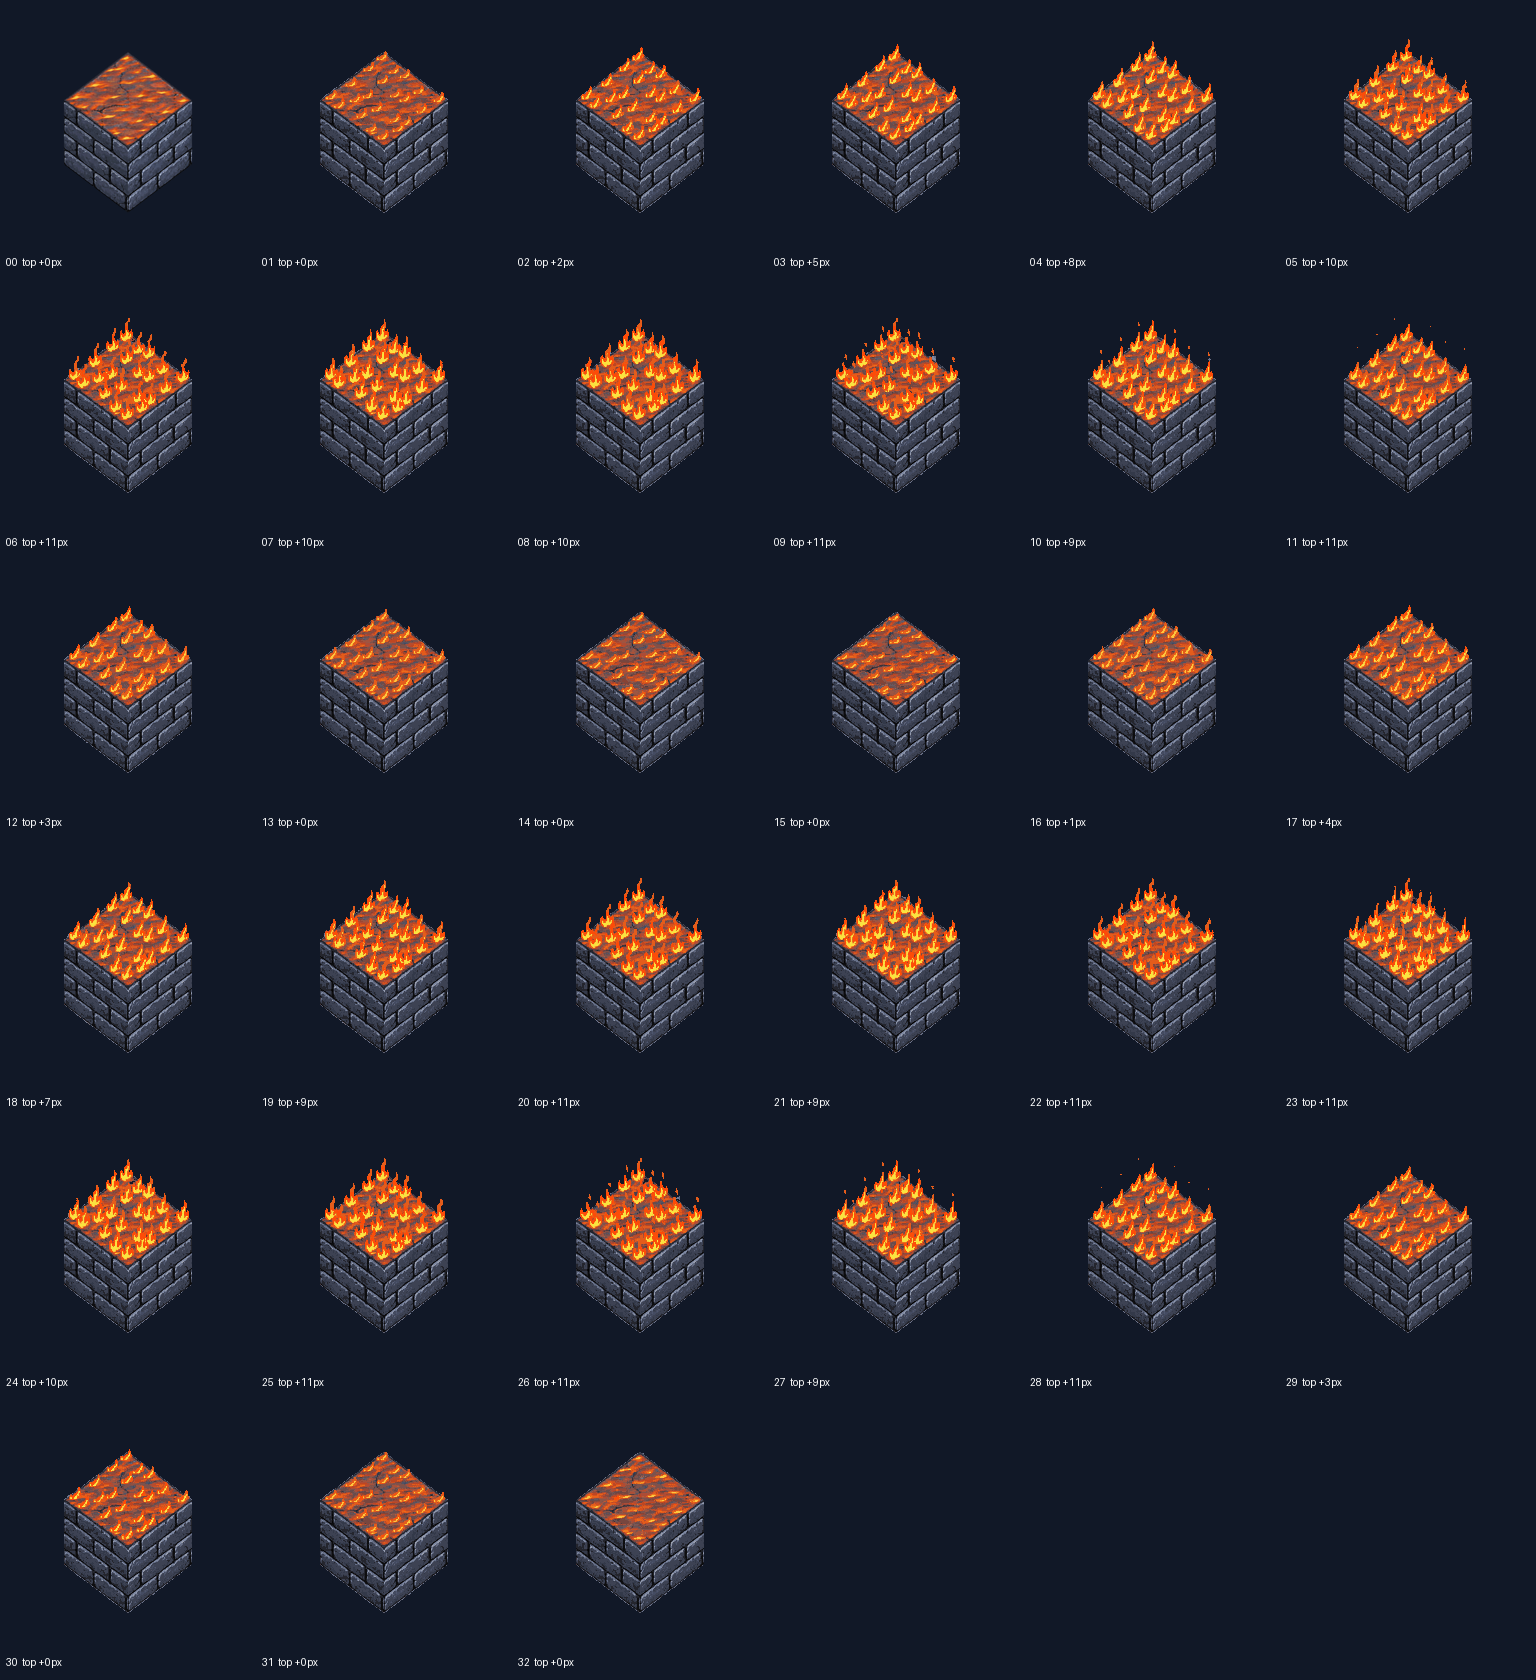 00 top +0px
01 top +0px
02 top +2px
03 top +5px
04 top +8px
05 top +10px
06 top +11px
07 top +10px
08 top +10px
09 top +11px
10 top +9px
11 top +11px
12 top +3px
13 top +0px
14 top +0px
15 top +0px
16 top +1px
17 top +4px
18 top +7px
19 top +9px
20 top +11px
21 top +9px
22 top +11px
23 top +11px
24 top +10px
25 top +11px
26 top +11px
27 top +9px
28 top +11px
29 top +3px
30 top +0px
31 top +0px
32 top +0px